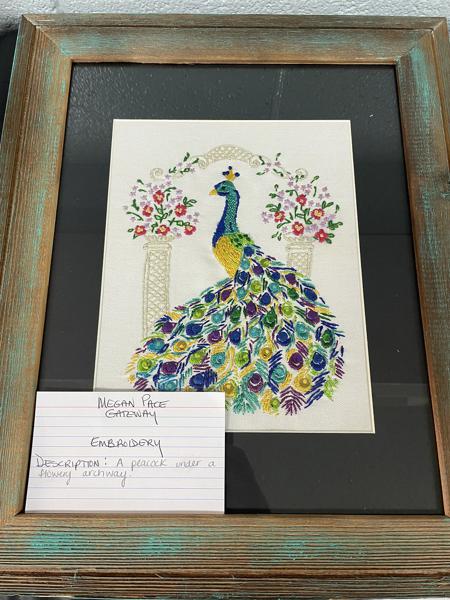 MEGAN PACE
GATEWAY
EMBROIDERY
DESCRIPTION: A peacock under a
flowery archway.